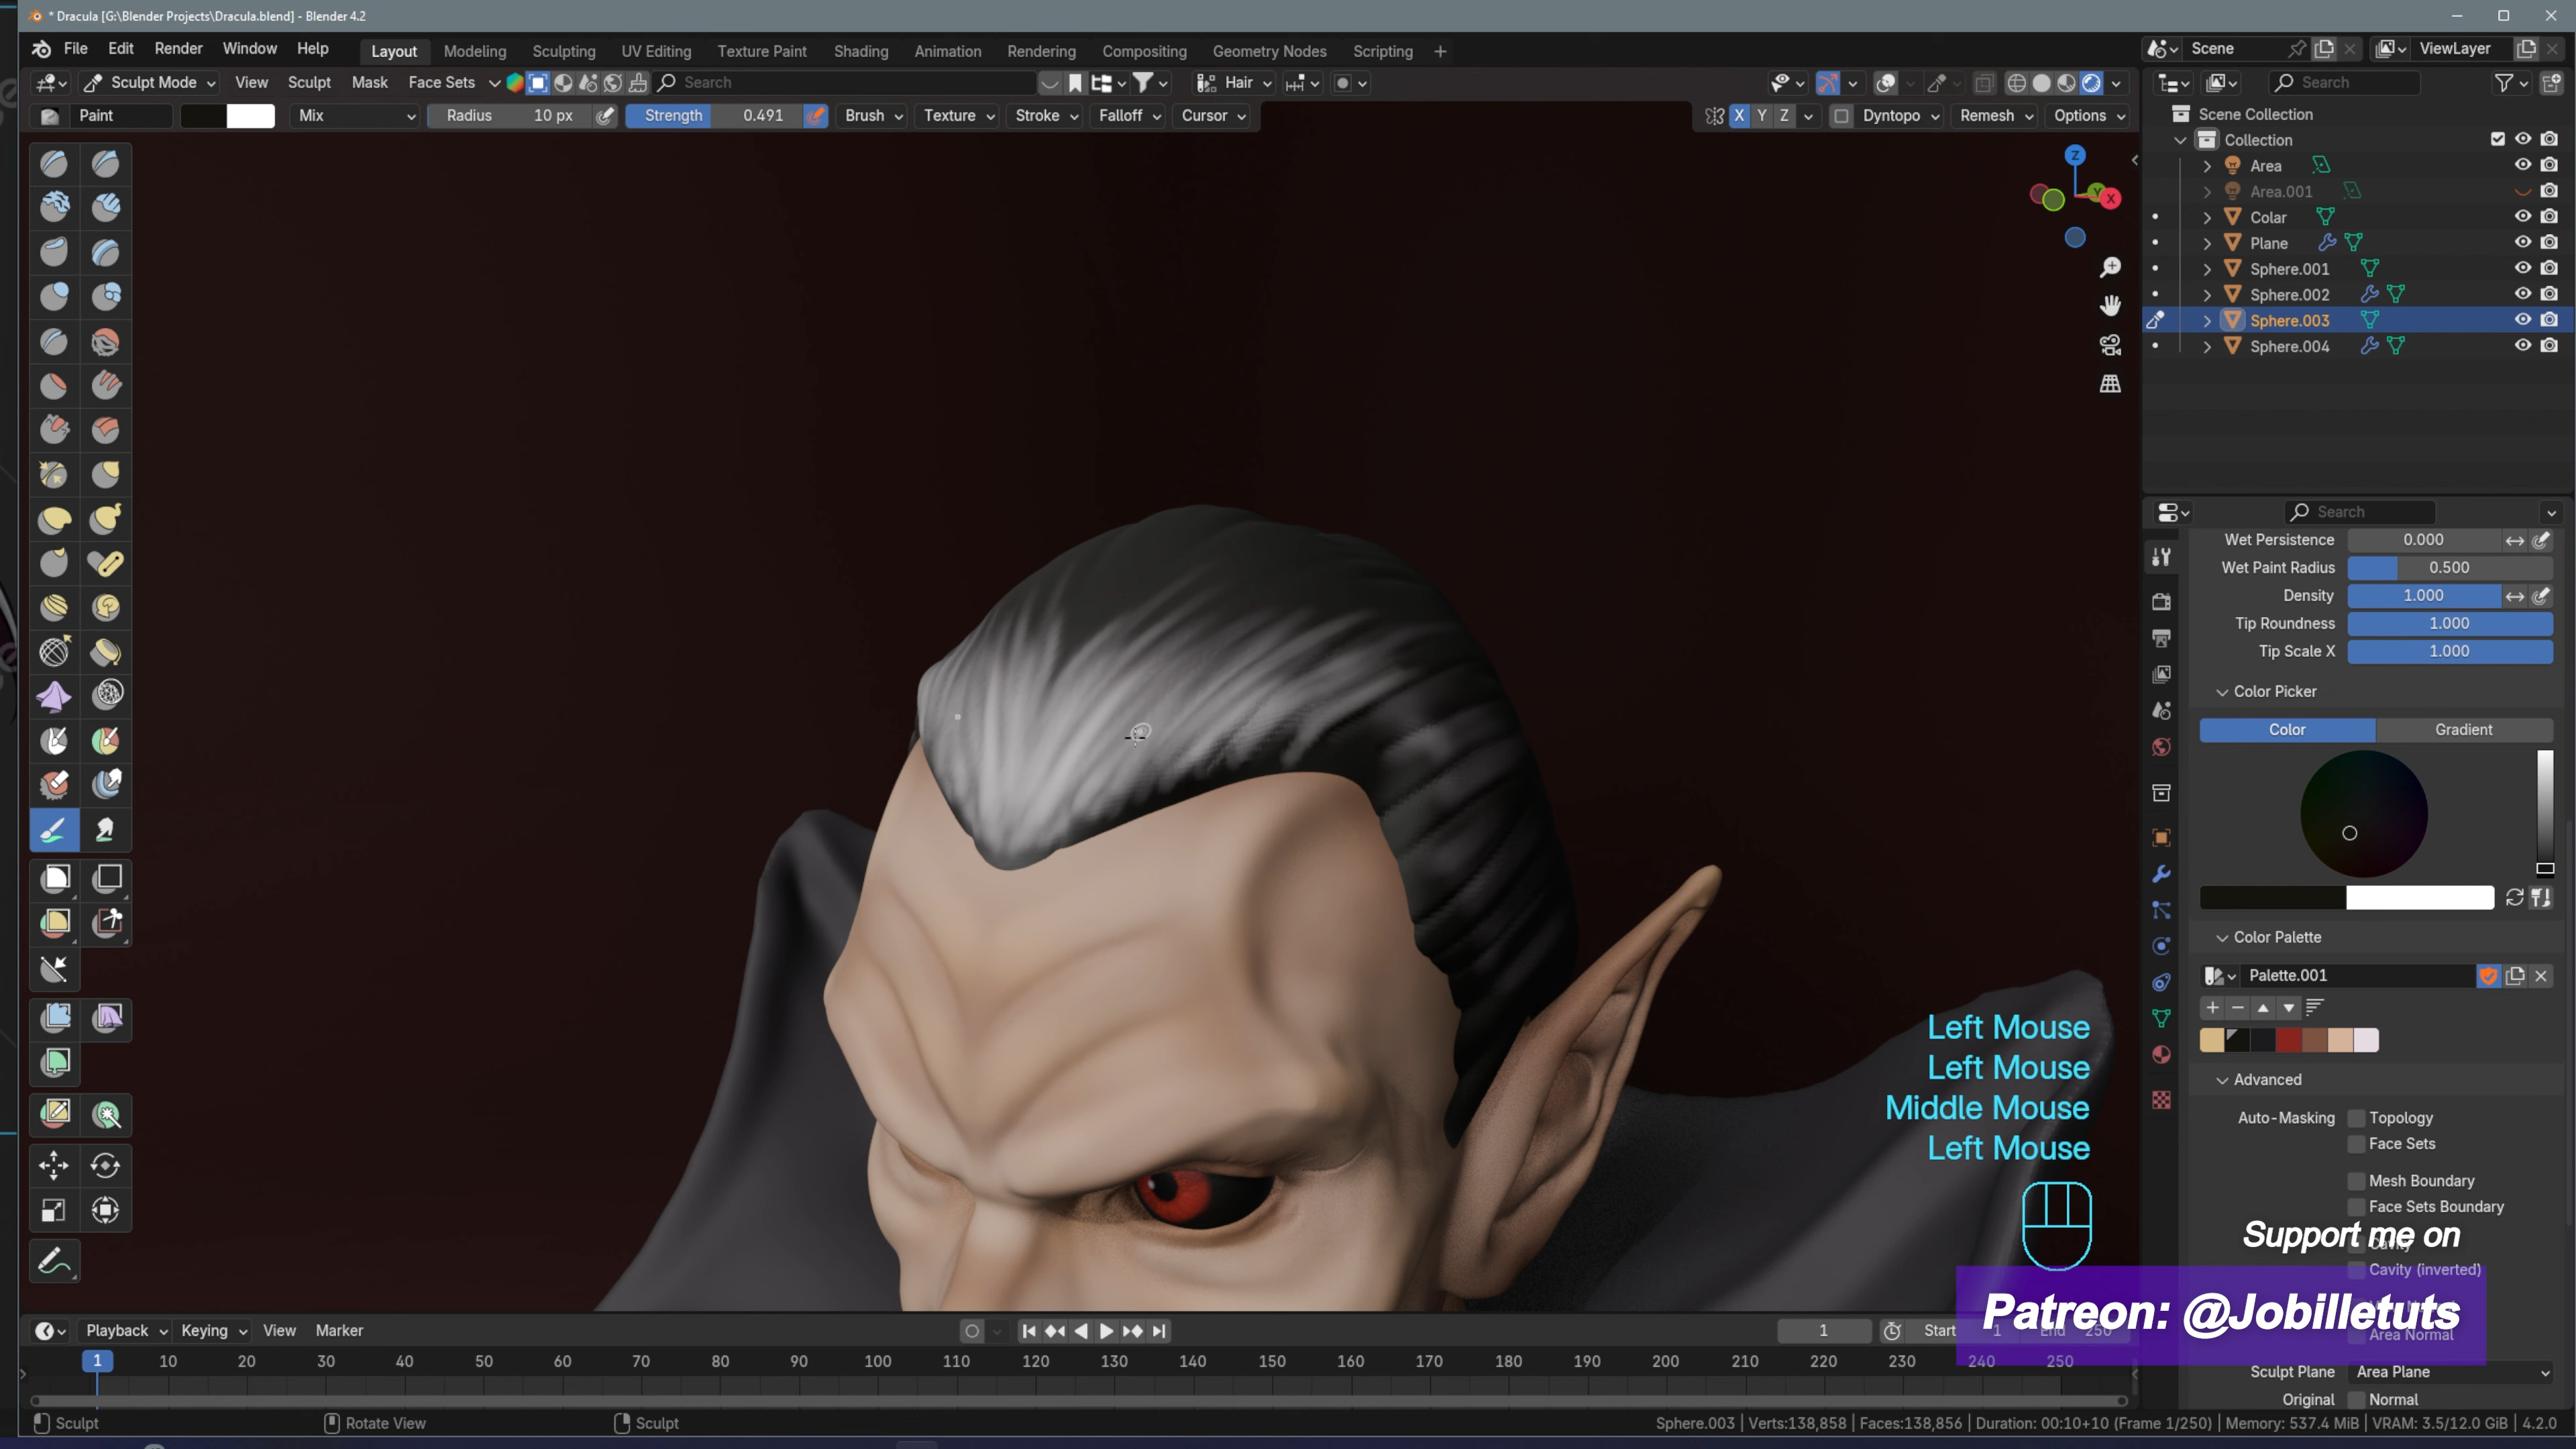 * Dracula [G:\Blender Projects\Dracula.blend] - Blender 4.2
File Edit Render Window Help Layout Modeling Sculpting UV Editing Texture Paint Shading Animation Rendering Compositing Geometry Nodes Scripting + Scene ViewLayer
Sculpt Mode View Sculpt Mask Face Sets Search Hair Search
Paint Mix Radius 10 px Strength 0.491 Brush Texture Stroke Falloff Cursor X Y Z Dyntopo Remesh Options
Scene Collection
Collection
Area
Area.001
Colar
Plane
Sphere.001
Sphere.002
Sphere.003
Sphere.004
Z
Y
X
Search
Wet Persistence 0.000
Wet Paint Radius 0.500
Density 1.000
Tip Roundness 1.000
Tip Scale X 1.000
Color Picker
Color Gradient
Color Palette
Palette.001
Advanced
Auto-Masking Topology
Face Sets
Mesh Boundary
Face Sets Boundary
Cavity (inverted)
Area Normal
Sculpt Plane Area Plane
Original Normal
Left Mouse
Left Mouse
Middle Mouse
Left Mouse
Support me on
Patreon: @Jobilletuts
Playback Keying View Marker 1 Start 1 End 250
1 10 20 30 40 50 60 70 80 90 100 110 120 130 140 150 160 170 180 190 200 210 220 230 240 250
Sculpt Rotate View Sculpt Sphere.003 | Verts:138,858 | Faces:138,856 | Duration: 00:10+10 (Frame 1/250) | Memory: 537.4 MiB | VRAM: 3.5/12.0 GiB | 4.2.0